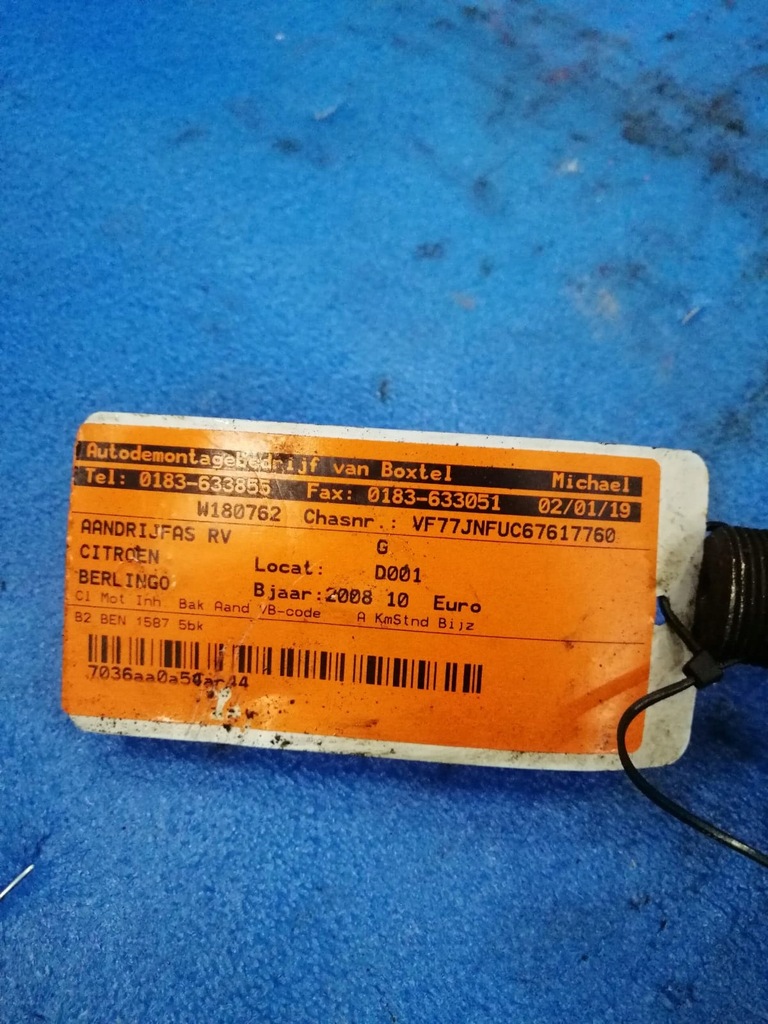 Autodemontagebedrijf van Boxtel Michael
Tel: 0183-633855 Fax: 0183-633051 02/01/19
W180762 Chasnr.: VF77JNFUC67617760
AANDRIJFAS RV G
CITROEN Locat: D001
BERLINGO Bjaar: 2008 10 Euro
Cl Mot Inh Bak Aand VB-code A KmStnd Bijz
B2 BEN 1587 5bk